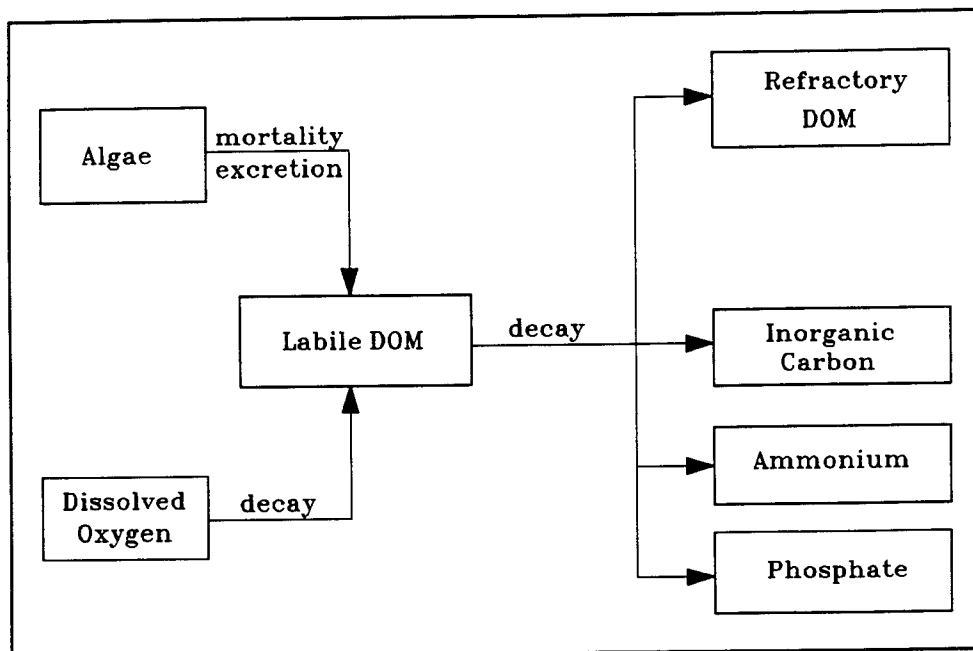 Algae
mortality
excretion
Labile DOM
Dissolved
Oxygen
decay
decay
Refractory
DOM
Inorganic
Carbon
Ammonium
Phosphate